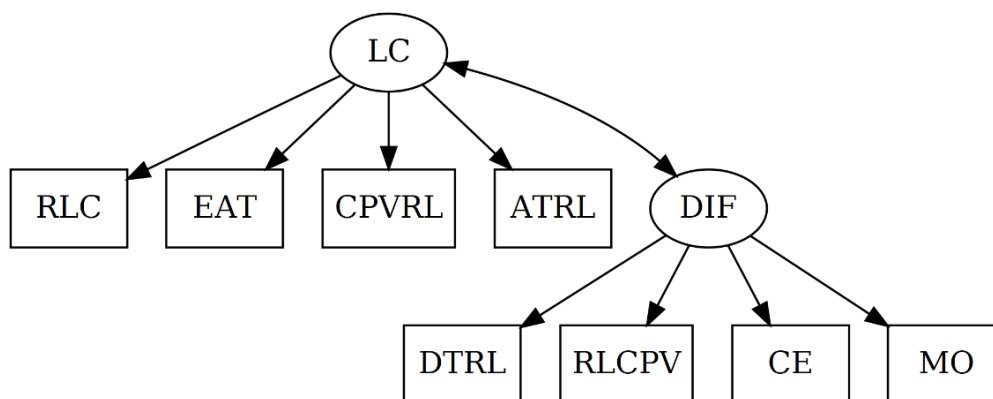 LC
RLC
EAT
CPVRL
ATRL
DIF
DTRL
RLCPV
CE
MO